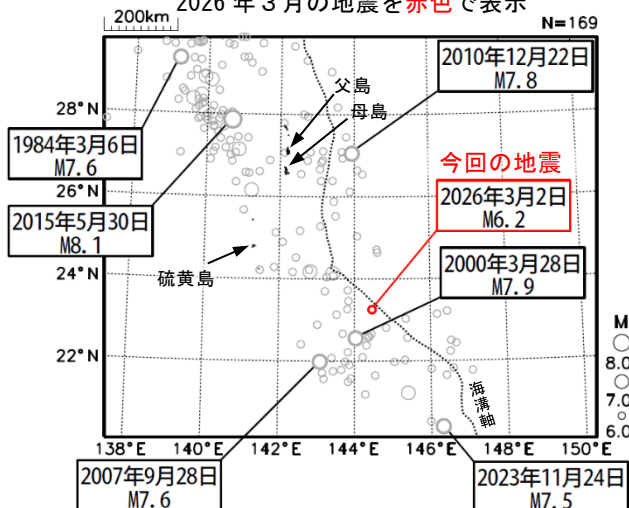 2026年3月の地震を赤色で表示
200km
N=169
2010年12月22日
M7.8
父島
母島
28°N
1984年3月6日
M7.6
今回の地震
26°N
2026年3月2日
M6.2
2015年5月30日
M8.1
硫黄島
24°N
2000年3月28日
M7.9
M
8.0
7.0
6.0
22°N
海溝軸
138°E
140°E
142°E
144°E
146°E
148°E
150°E
2007年9月28日
M7.6
2023年11月24日
M7.5